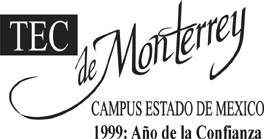 TEC
de Monterrey
CAMPUS ESTADO DE MEXICO
1999: Año de la Confianza